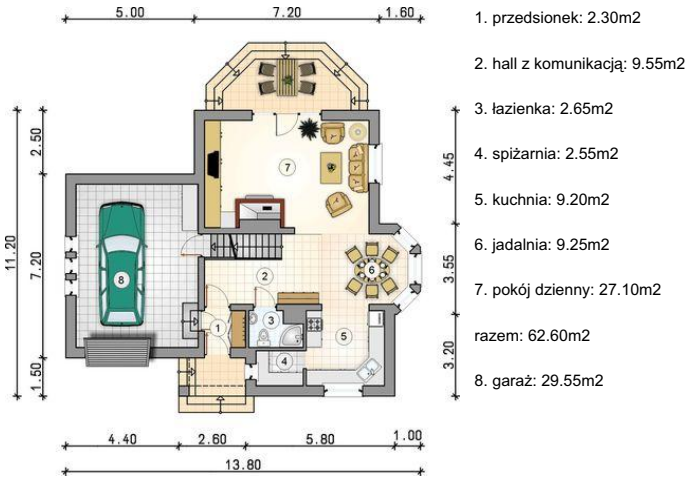 5.00 7.20 1.60
1. przedsionek: 2.30m2
2. hall z komunikacją: 9.55m2
3. łazienka: 2.65m2
4. spiżarnia: 2.55m2
5. kuchnia: 9.20m2
6. jadalnia: 9.25m2
7. pokój dzienny: 27.10m2
razem: 62.60m2
8. garaż: 29.55m2
11.20
2.50
7.20
1.50
4.45
3.55
3.20
7
8
2
6
1
3
5
4
4.40 2.60 5.80 1.00
13.80